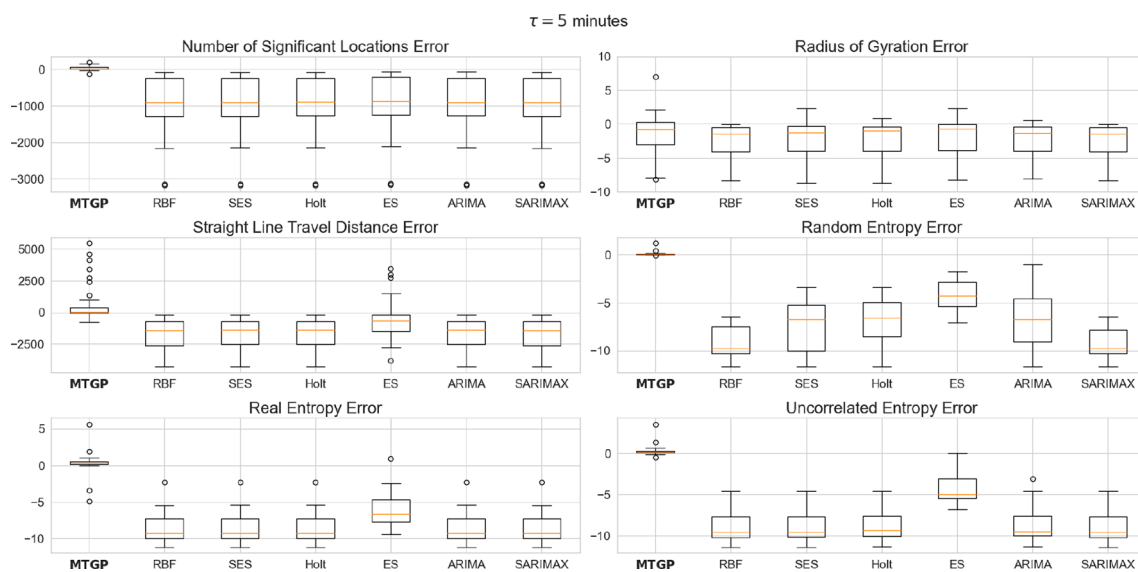 τ = 5 minutes
Number of Significant Locations Error
0
−1000
−2000
−3000
MTGP RBF SES Holt ES ARIMA SARIMAX
Radius of Gyration Error
10
5
0
−5
−10
MTGP RBF SES Holt ES ARIMA SARIMAX
Straight Line Travel Distance Error
5000
2500
0
−2500
MTGP RBF SES Holt ES ARIMA SARIMAX
Random Entropy Error
0
−5
−10
MTGP RBF SES Holt ES ARIMA SARIMAX
Real Entropy Error
5
0
−5
−10
MTGP RBF SES Holt ES ARIMA SARIMAX
Uncorrelated Entropy Error
0
−5
−10
MTGP RBF SES Holt ES ARIMA SARIMAX